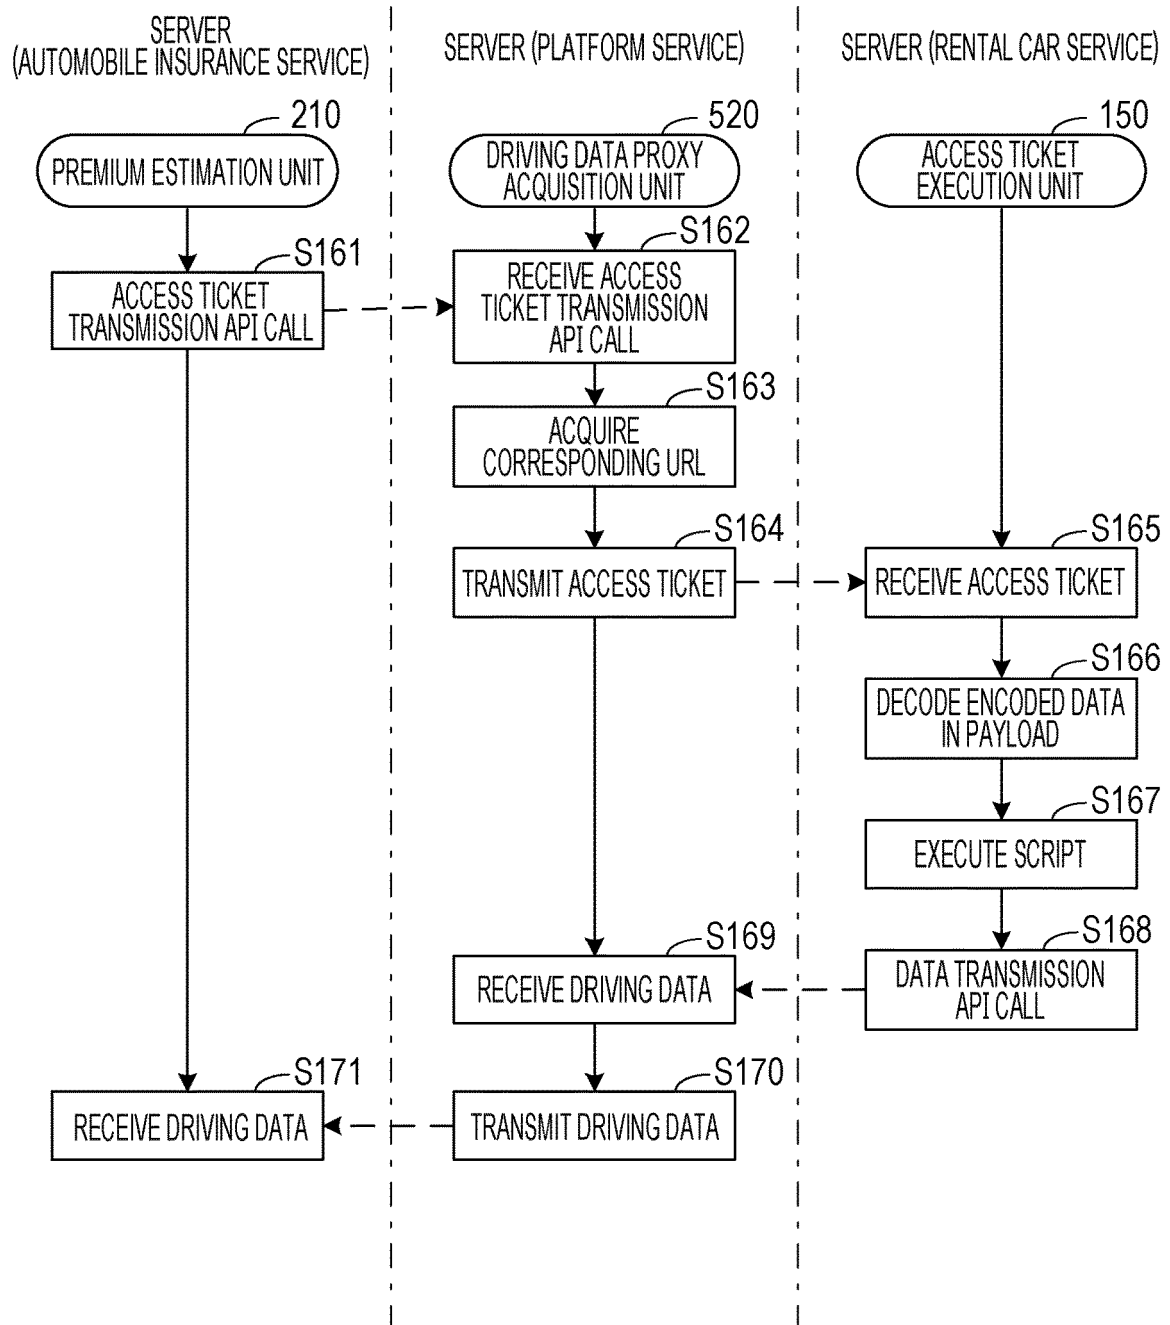 SERVER
(AUTOMOBILE INSURANCE SERVICE)
SERVER (PLATFORM SERVICE)
SERVER (RENTAL CAR SERVICE)
210
PREMIUM ESTIMATION UNIT
520
DRIVING DATA PROXY
ACQUISITION UNIT
150
ACCESS TICKET
EXECUTION UNIT
S161
ACCESS TICKET
TRANSMISSION API CALL
S162
RECEIVE ACCESS
TICKET TRANSMISSION
API CALL
S163
ACQUIRE
CORRESPONDING URL
S164
TRANSMIT ACCESS TICKET
S165
RECEIVE ACCESS TICKET
S166
DECODE ENCODED DATA
IN PAYLOAD
S167
EXECUTE SCRIPT
S168
DATA TRANSMISSION
API CALL
S169
RECEIVE DRIVING DATA
S170
TRANSMIT DRIVING DATA
S171
RECEIVE DRIVING DATA